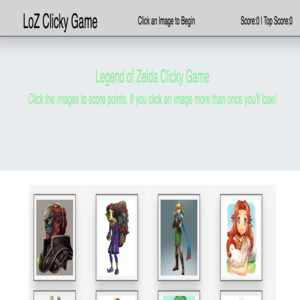 LoZ Clicky Game
Click an Image to Begin
Score:0 | Top Score:0
Legend of Zelda Clicky Game
Click the images to score points. If you click an image more than once you'll lose!